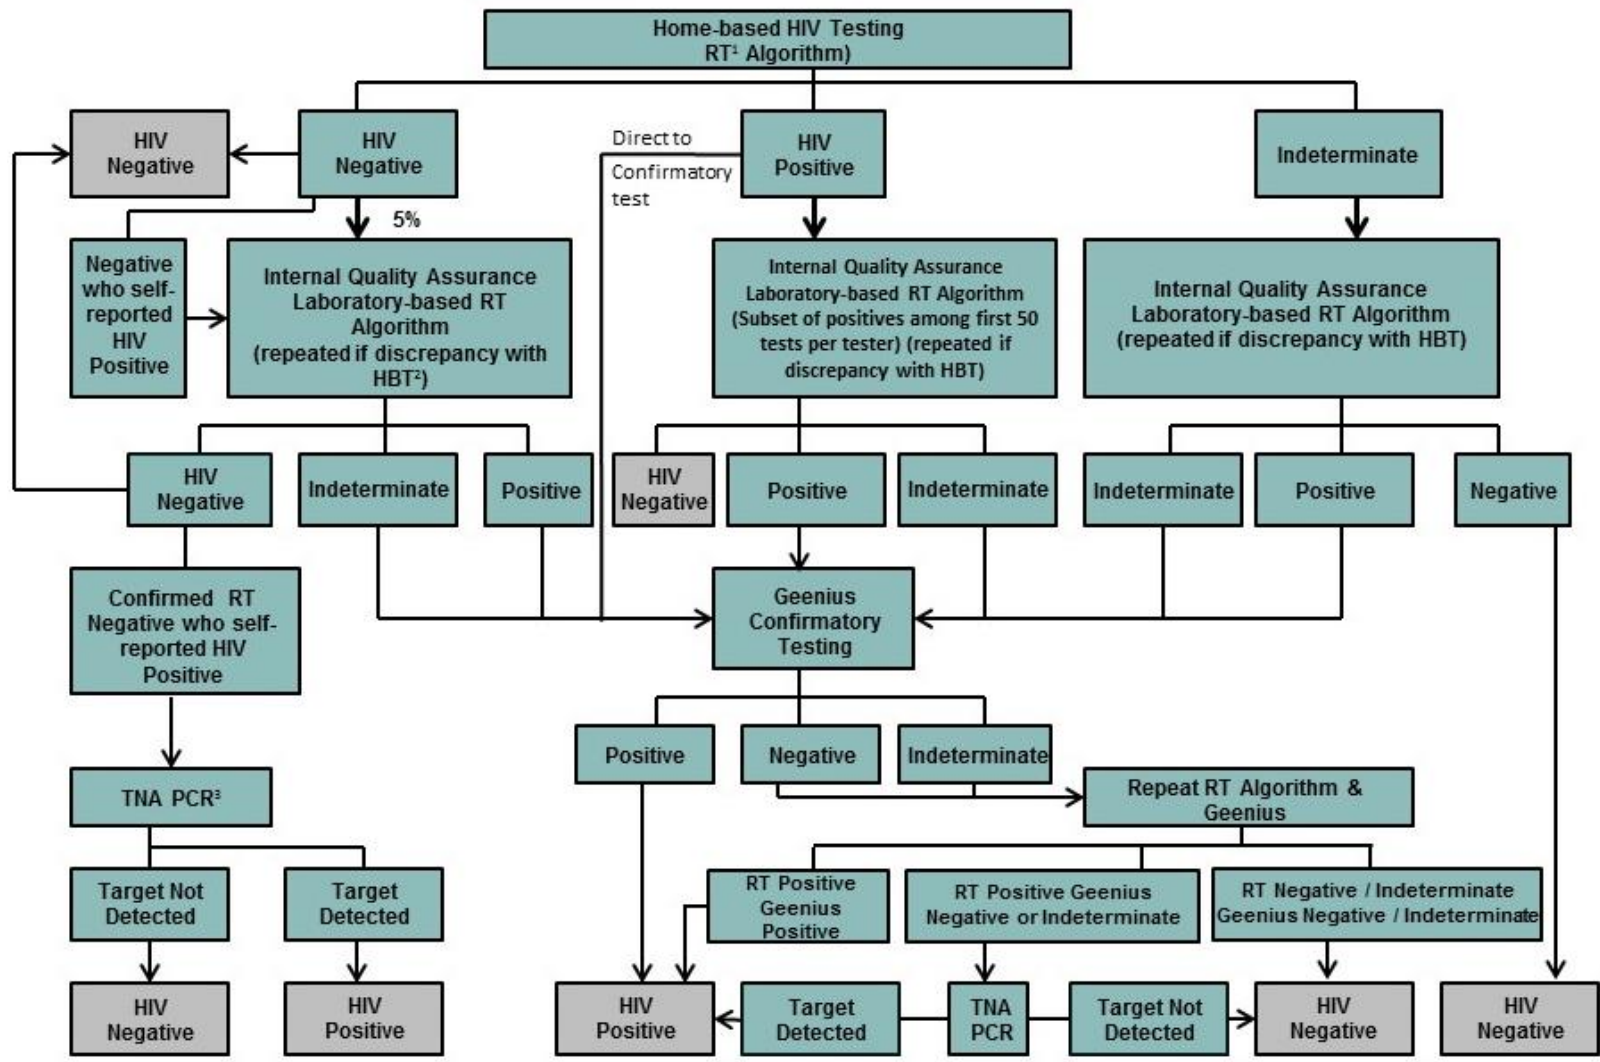 Home-based HIV Testing
RT¹ Algorithm)
HIV
Negative
HIV
Negative
Direct to
Confirmatory
test
HIV
Positive
Indeterminate
5%
Negative
who self-
reported
HIV
Positive
Internal Quality Assurance
Laboratory-based RT
Algorithm
(repeated if discrepancy with
HBT²)
Internal Quality Assurance
Laboratory-based RT Algorithm
(Subset of positives among first 50
tests per tester) (repeated if
discrepancy with HBT)
Internal Quality Assurance
Laboratory-based RT Algorithm
(repeated if discrepancy with HBT)
HIV
Negative
Indeterminate
Positive
HIV
Negative
Positive
Indeterminate
Indeterminate
Positive
Negative
Confirmed RT
Negative who self-
reported HIV
Positive
Geenius
Confirmatory
Testing
Positive
Negative
Indeterminate
TNA PCR³
Repeat RT Algorithm &
Geenius
Target Not
Detected
Target
Detected
RT Positive
Geenius
Positive
RT Positive Geenius
Negative or Indeterminate
RT Negative / Indeterminate
Geenius Negative / Indeterminate
HIV
Negative
HIV
Positive
HIV
Positive
Target
Detected
TNA
PCR
Target Not
Detected
HIV
Negative
HIV
Negative